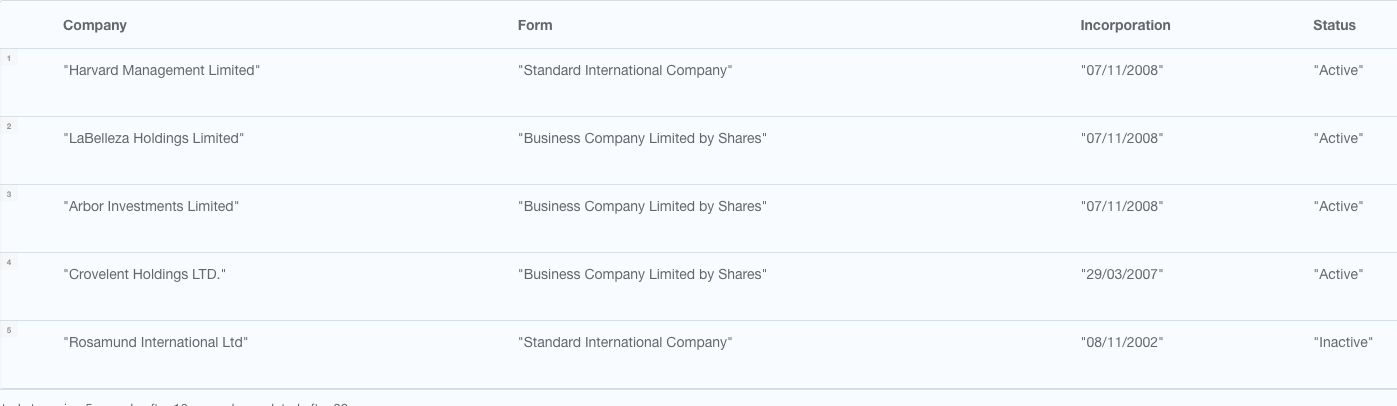 Company Form Incorporation Status
1 "Harvard Management Limited" "Standard International Company" "07/11/2008" "Active"
2 "LaBelleza Holdings Limited" "Business Company Limited by Shares" "07/11/2008" "Active"
3 "Arbor Investments Limited" "Business Company Limited by Shares" "07/11/2008" "Active"
4 "Crovelent Holdings LTD." "Business Company Limited by Shares" "29/03/2007" "Active"
5 "Rosamund International Ltd" "Standard International Company" "08/11/2002" "Inactive"